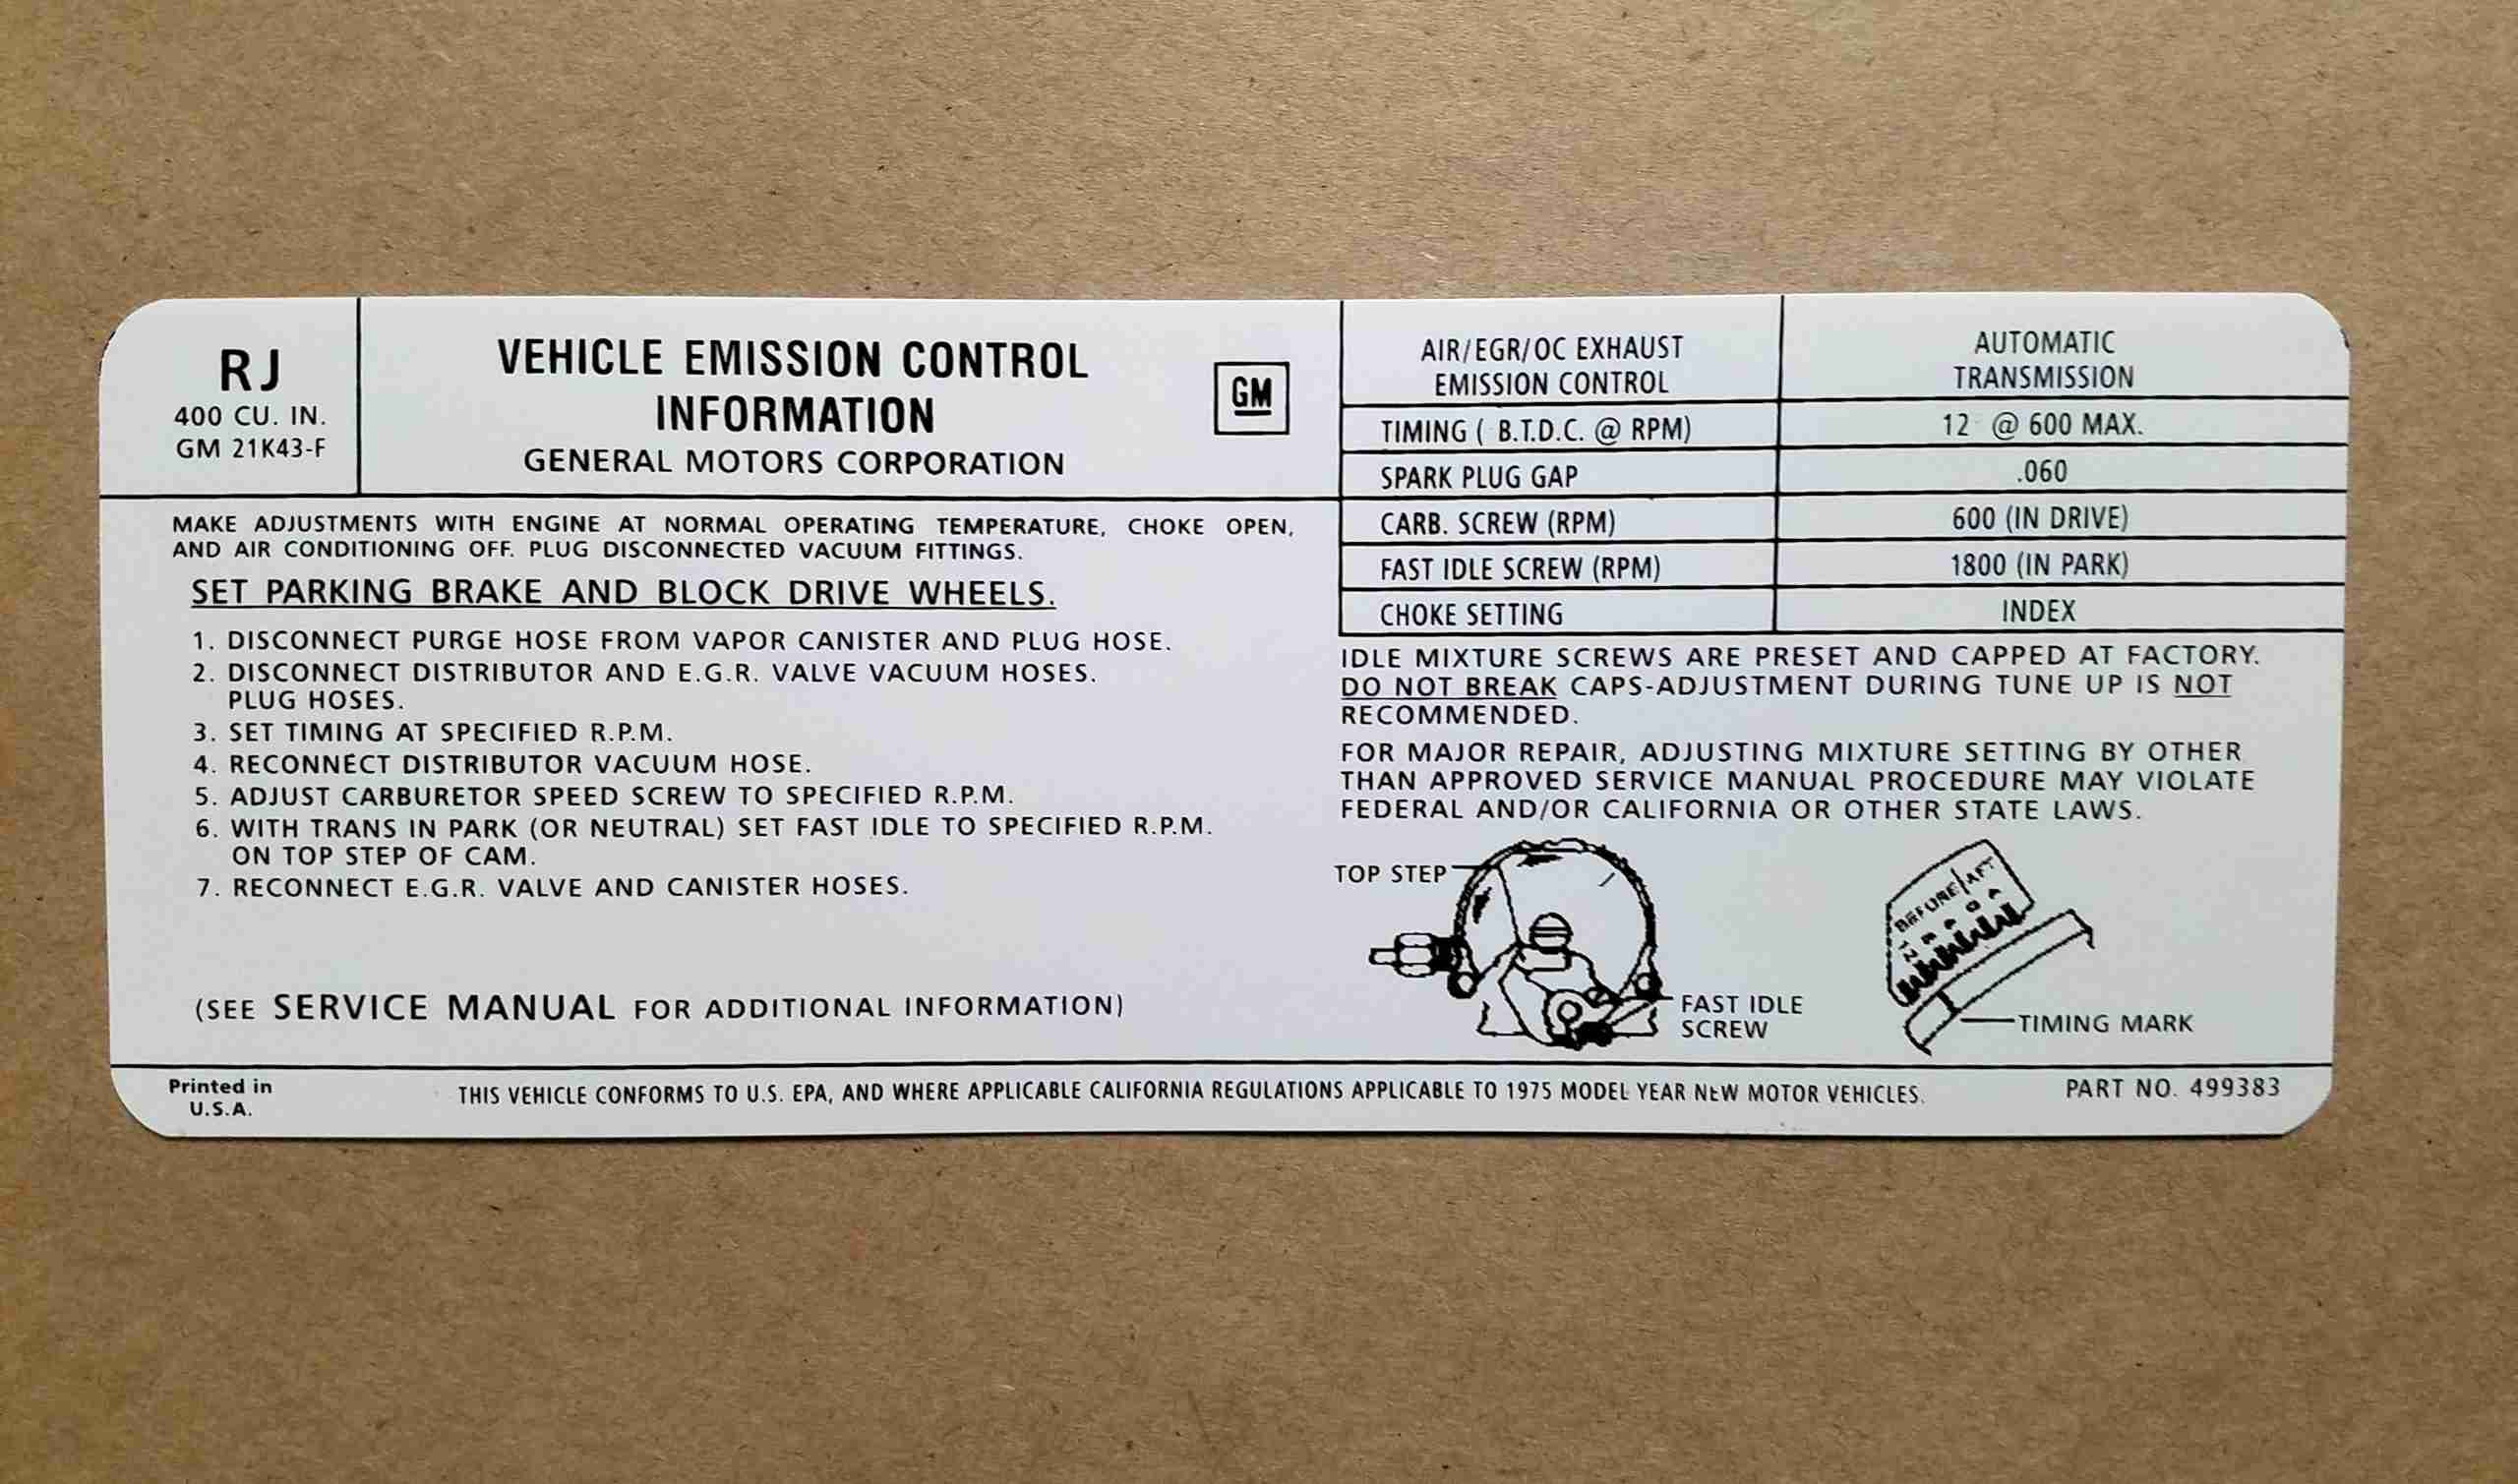 RJ
400 CU. IN.
GM 21K43-F
VEHICLE EMISSION CONTROL
INFORMATION
GENERAL MOTORS CORPORATION
GM
MAKE ADJUSTMENTS WITH ENGINE AT NORMAL OPERATING TEMPERATURE, CHOKE OPEN,
AND AIR CONDITIONING OFF. PLUG DISCONNECTED VACUUM FITTINGS.
SET PARKING BRAKE AND BLOCK DRIVE WHEELS.
1. DISCONNECT PURGE HOSE FROM VAPOR CANISTER AND PLUG HOSE.
2. DISCONNECT DISTRIBUTOR AND E.G.R. VALVE VACUUM HOSES.
PLUG HOSES.
3. SET TIMING AT SPECIFIED R.P.M.
4. RECONNECT DISTRIBUTOR VACUUM HOSE.
5. ADJUST CARBURETOR SPEED SCREW TO SPECIFIED R.P.M.
6. WITH TRANS IN PARK (OR NEUTRAL) SET FAST IDLE TO SPECIFIED R.P.M.
ON TOP STEP OF CAM.
7. RECONNECT E.G.R. VALVE AND CANISTER HOSES.
(SEE SERVICE MANUAL FOR ADDITIONAL INFORMATION)
AIR/EGR/OC EXHAUST
EMISSION CONTROL
AUTOMATIC
TRANSMISSION
TIMING ( B.T.D.C. @ RPM) 12 @ 600 MAX.
SPARK PLUG GAP .060
CARB. SCREW (RPM) 600 (IN DRIVE)
FAST IDLE SCREW (RPM) 1800 (IN PARK)
CHOKE SETTING INDEX
IDLE MIXTURE SCREWS ARE PRESET AND CAPPED AT FACTORY.
DO NOT BREAK CAPS-ADJUSTMENT DURING TUNE UP IS NOT
RECOMMENDED.
FOR MAJOR REPAIR, ADJUSTING MIXTURE SETTING BY OTHER
THAN APPROVED SERVICE MANUAL PROCEDURE MAY VIOLATE
FEDERAL AND/OR CALIFORNIA OR OTHER STATE LAWS.
TOP STEP
FAST IDLE
SCREW
BEFORE AFT
TIMING MARK
Printed in
U.S.A.
THIS VEHICLE CONFORMS TO U.S. EPA, AND WHERE APPLICABLE CALIFORNIA REGULATIONS APPLICABLE TO 1975 MODEL YEAR NEW MOTOR VEHICLES.
PART NO. 499383